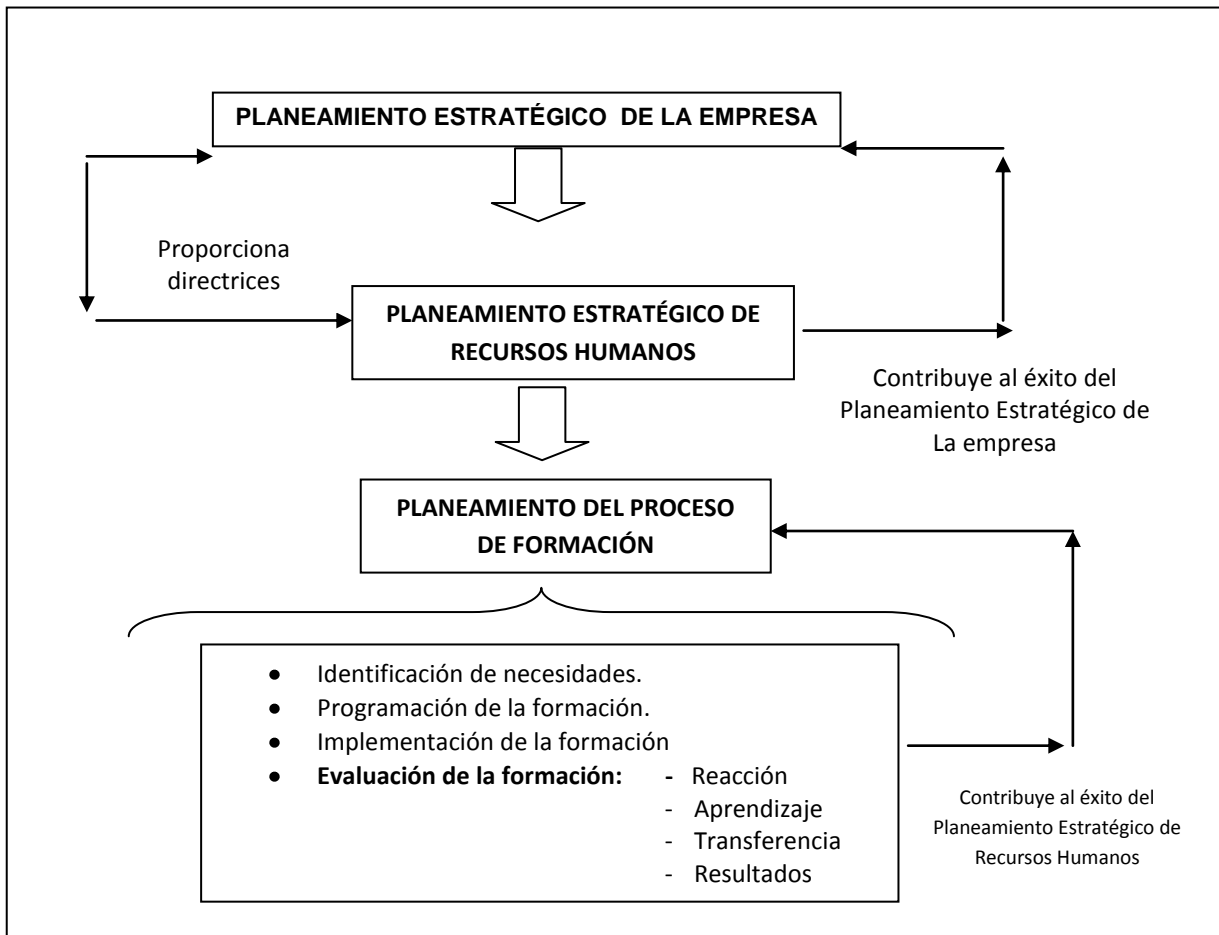 PLANEAMIENTO ESTRATÉGICO DE LA EMPRESA
Proporciona
directrices
PLANEAMIENTO ESTRATÉGICO DE
RECURSOS HUMANOS
Contribuye al éxito del
Planeamiento Estratégico de
La empresa
PLANEAMIENTO DEL PROCESO
DE FORMACIÓN
● Identificación de necesidades.
● Programación de la formación.
● Implementación de la formación
● Evaluación de la formación: - Reacción
- Aprendizaje
- Transferencia
- Resultados
Contribuye al éxito del
Planeamiento Estratégico de
Recursos Humanos